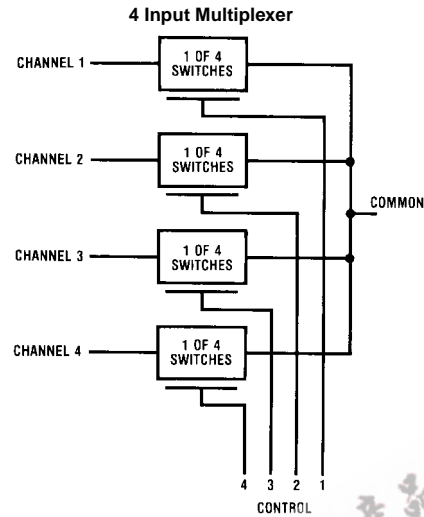 4 Input Multiplexer
CHANNEL 1
1 OF 4
SWITCHES
CHANNEL 2
1 OF 4
SWITCHES
COMMON
CHANNEL 3
1 OF 4
SWITCHES
CHANNEL 4
1 OF 4
SWITCHES
4 3 2 1
CONTROL